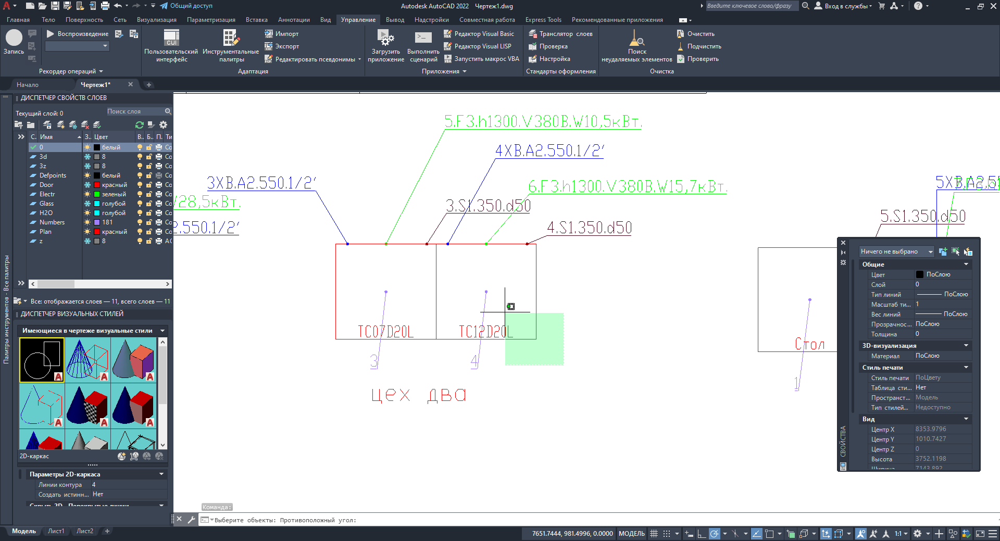 Общий доступ
Autodesk AutoCAD 2022 Чертеж1.dwg
Введите ключевое слово/фразу
Вход в службы
Главная Тело Поверхность Сеть Визуализация Параметризация Вставка Аннотации Вид Управление Вывод Надстройки Совместная работа Express Tools Рекомендованные приложения
Запись
Воспроизведение
Рекордер операций
CUI
Пользовательский интерфейс
Инструментальные палитры
Импорт
Экспорт
Редактировать псевдонимы
Адаптация
Загрузить приложение
Выполнить сценарий
Редактор Visual Basic
Редактор Visual LISP
Запустить макрос VBA
Приложения
Транслятор слоев
Проверка
Настройка
Стандарты оформления
Поиск неудаляемых элементов
Очистить
Подчистить
Проверить
Очистка
Начало
Чертеж1*
Палитры инструментов - Все палитры
ДИСПЕТЧЕР СВОЙСТВ СЛОЕВ
Текущий слой: 0
Поиск слоя
С. Имя З.. Цвет В.. Б.. П. Ти
0 белый Co
3d 8 Co
3z 8 Co
Defpoints белый Co
Door красный Co
Electr зеленый Co
Glass голубой Co
H2O голубой Co
Numbers 181 Co
Plan красный Co
z 8 AC
Все: отображается слоев — 11, всего слоев — 11
ДИСПЕТЧЕР ВИЗУАЛЬНЫХ СТИЛЕЙ
Имеющиеся в чертеже визуальные стили
2D-каркас
Параметры 2D-каркаса
Линии контура 4
Создать истинн... Нет
5.F3.h1300.V380В.W10,5кВт.
4ХВ.А2.550.1/2'
3ХВ.А2.550.1/2'
/28,5кВт.
2.550.1/2'
6.F3.h1300.V380В.W15,7кВт.
3.S1.350.d50
4.S1.350.d50
5.S1.350.d50
TC07D20L
TC12D20L
3
4
цех два
Стол
1
Ничего не выбрано
Общие
Цвет ПоСлою
Слой 0
Тип линий ПоСлою
Масштаб ти... 1
Вес линий ПоСлою
Прозрачнос... ПоСлою
Толщина 0
3D-визуализация
Материал ПоСлою
Стиль печати
Стиль печати ПоЦвету
Таблица сти... Нет
Пространст... Модель
Тип стилей... Недоступно
Вид
Центр X 8353.9796
Центр Y 1010.7427
Центр Z 0
Высота 3752.1198
Ширина 7143.892
СВОЙСТВА
Команда:
Выберите объекты: Противоположный угол:
Модель Лист1 Лист2
7651.7444, 981.4996, 0.0000 МОДЕЛЬ 1:1